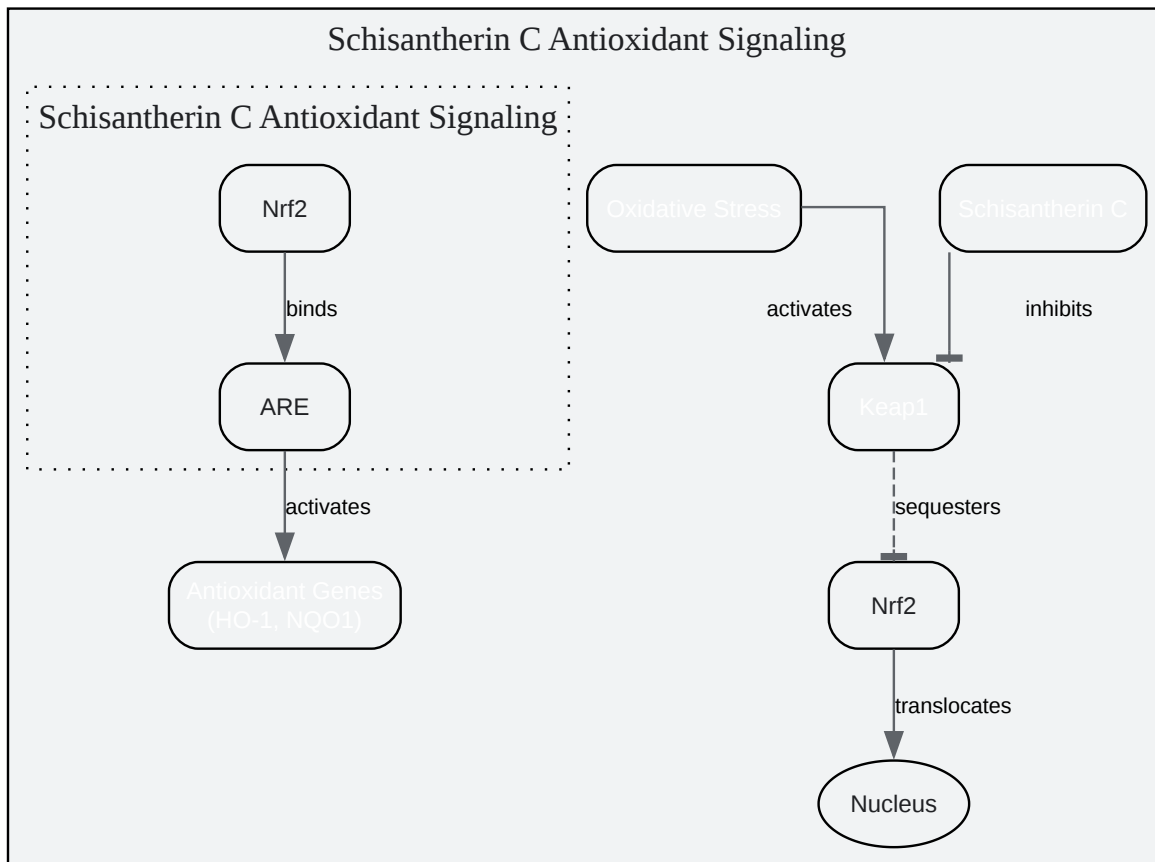 Schisantherin C Antioxidant Signaling
Schisantherin C Antioxidant Signaling
Nrf2
Oxidative Stress
Schisantherin C
binds
activates
inhibits
ARE
Keap1
activates
sequesters
Antioxidant Genes
(HO-1, NQO1)
Nrf2
translocates
Nucleus